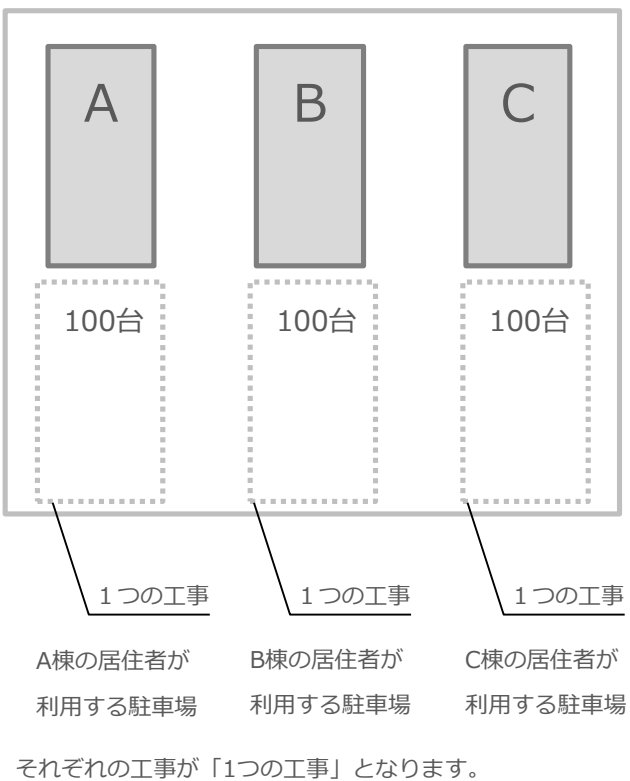 A
B
C
100台
100台
100台
１つの工事
１つの工事
１つの工事
A棟の居住者が
利用する駐車場
B棟の居住者が
利用する駐車場
C棟の居住者が
利用する駐車場
それぞれの工事が「1つの工事」となります。